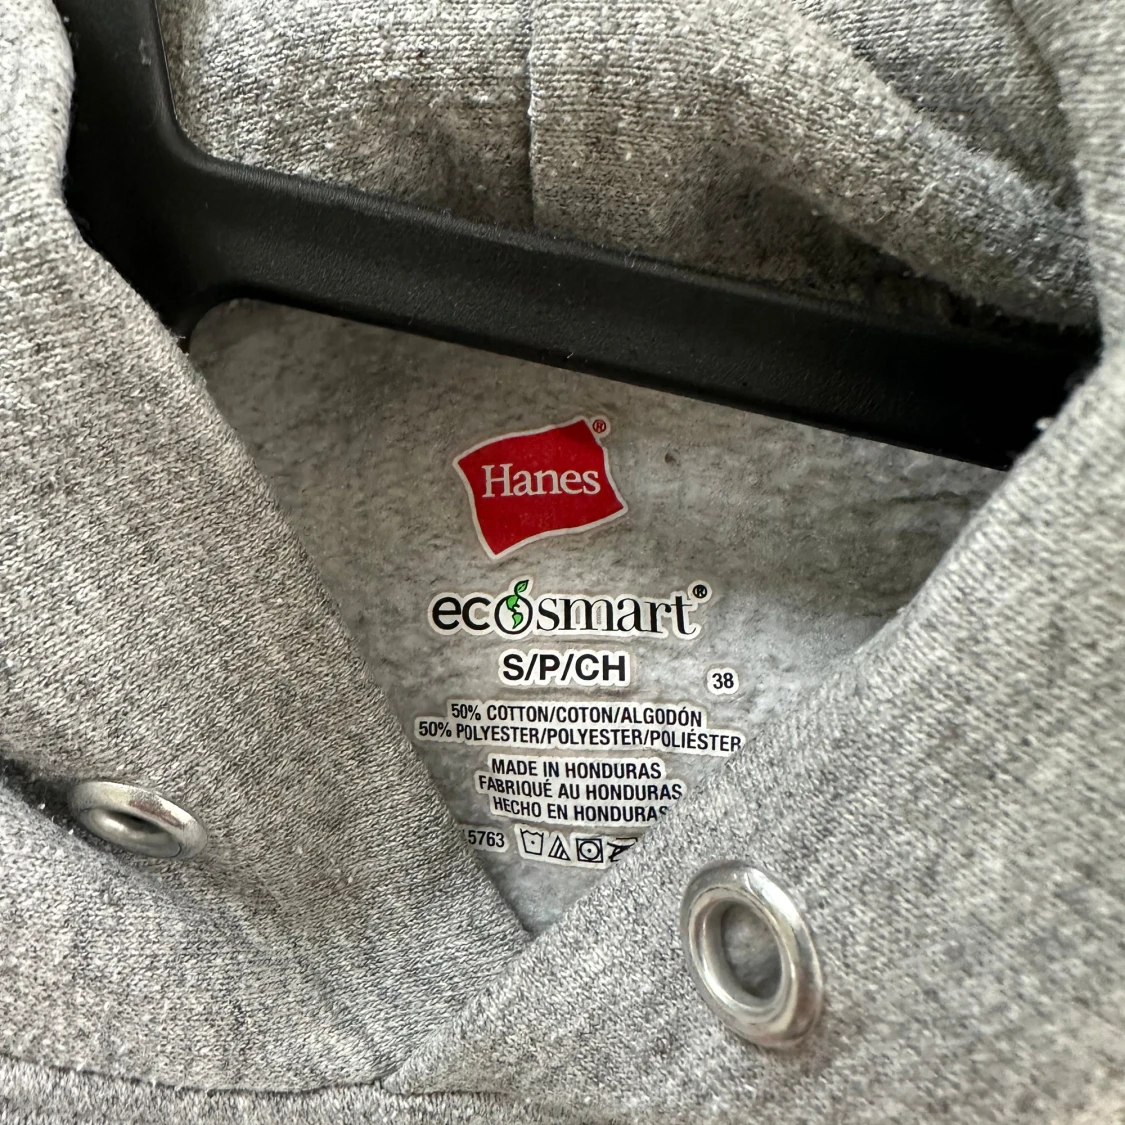 Hanes®
ecosmart®
S/P/CH
38
50% COTTON/COTON/ALGODÓN
50% POLYESTER/POLYESTER/POLIÉSTER
MADE IN HONDURAS
FABRIQUÉ AU HONDURAS
HECHO EN HONDURAS
5763